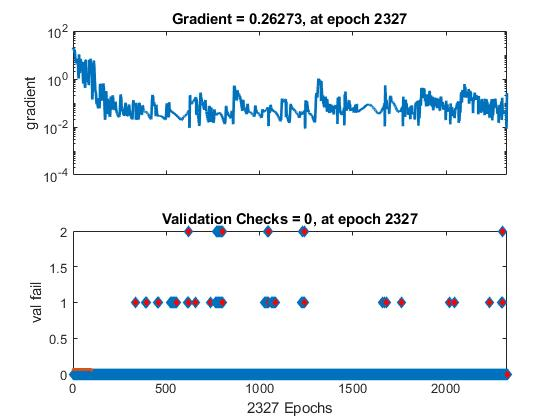 Gradient = 0.26273, at epoch 2327
10^2
10^0
10^-2
10^-4
gradient
Validation Checks = 0, at epoch 2327
2
1.5
1
0.5
0
val fail
0 500 1000 1500 2000
2327 Epochs